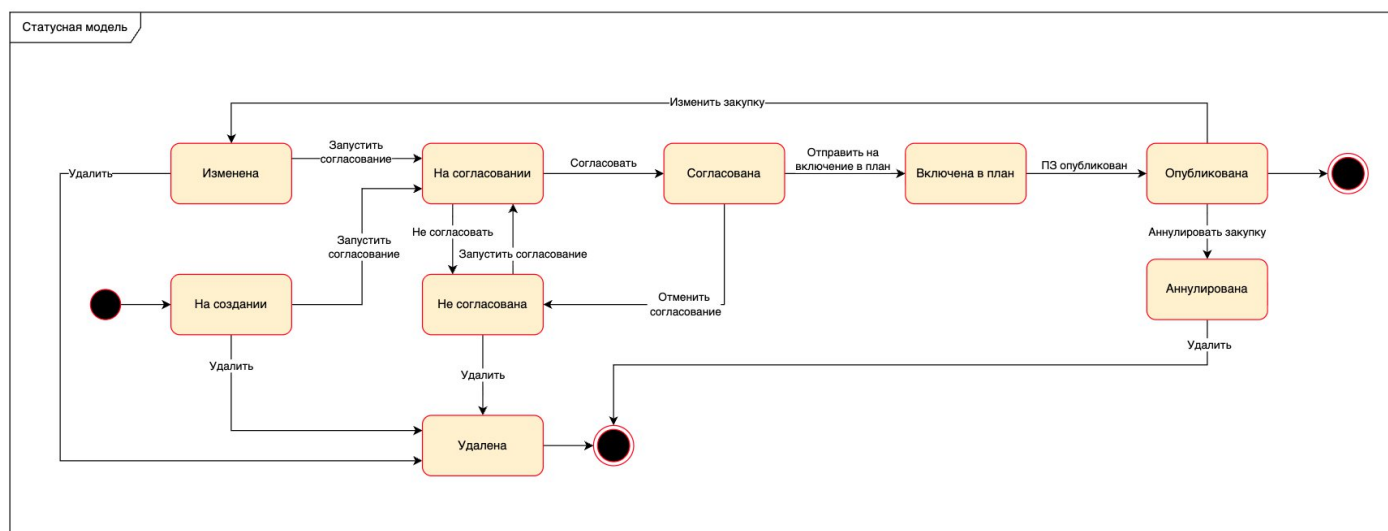 Статусная модель
Изменить закупку
Запустить
согласование
Отправить на
включение в план
Удалить
Изменена
На согласовании
Согласовать
Согласована
Включена в план
ПЗ опубликован
Опубликована
Не согласовать
Аннулировать закупку
Запустить
согласование
Запустить согласование
На создании
Не согласована
Отменить
согласование
Аннулирована
Удалить
Удалить
Удалить
Удалена